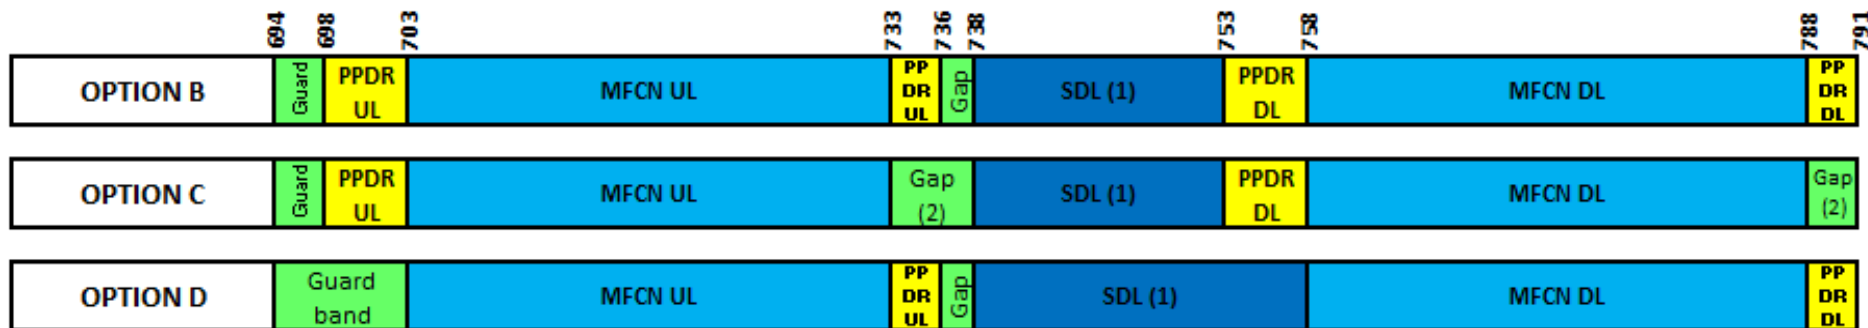 694 698 703 733 736 738 753 758 788 791
OPTION B Guard PPDR UL MFCN UL PP DR UL Gap SDL (1) PPDR DL MFCN DL PP DR DL
OPTION C Guard PPDR UL MFCN UL Gap (2) SDL (1) PPDR DL MFCN DL Gap (2)
OPTION D Guard band MFCN UL PP DR UL Gap SDL (1) MFCN DL PP DR DL